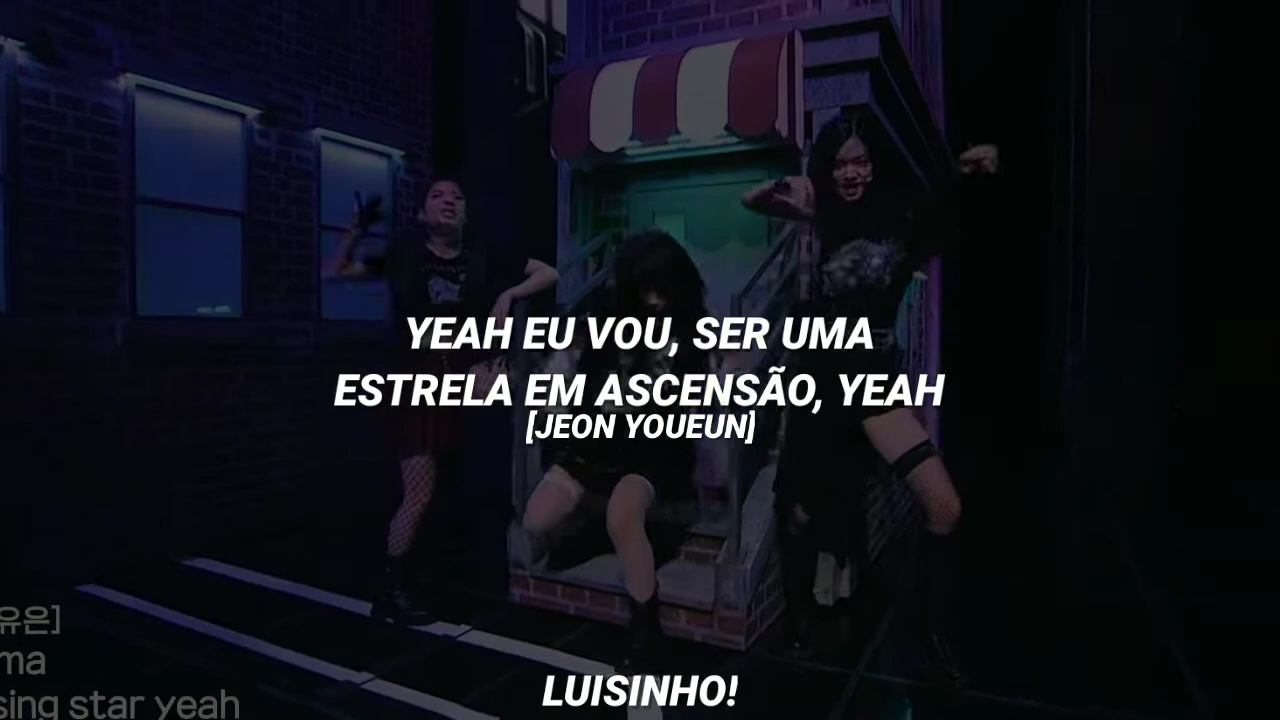 YEAH EU VOU, SER UMA
ESTRELA EM ASCENSÃO, YEAH
[JEON YOUEUN]
유은]
ma
sing star yeah
LUISINHO!